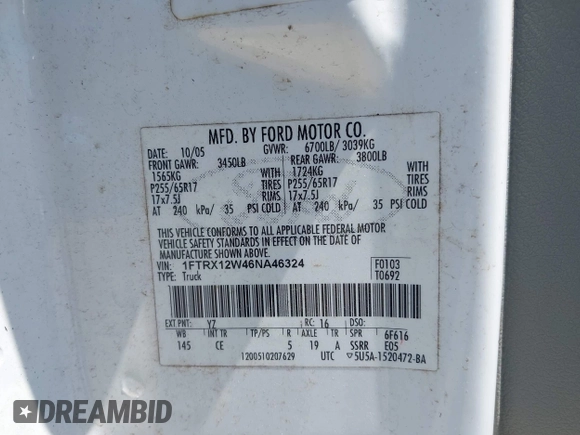 MFD. BY FORD MOTOR CO.
DATE: 10/05 GVWR: 6700LB/ 3039KG
FRONT GAWR: 3450LB REAR GAWR: 3800LB
1565KG WITH 1724KG WITH
P255/65R17 TIRES P255/65R17 TIRES
17x7.5J RIMS 17x7.5J RIMS
AT 240 kPa/ 35 PSI COLD AT 240 kPa/ 35 PSI COLD
THIS VEHICLE CONFORMS TO ALL APPLICABLE FEDERAL MOTOR
VEHICLE SAFETY STANDARDS IN EFFECT ON THE DATE OF
MANUFACTURE SHOWN ABOVE.
VIN: 1FTRX12W46NA46324 F0103
TYPE: Truck T0692
EXT PNT: YZ RC: 16 DSO:
WB INT TR TP/PS R AXLE TR SPR 6F616
145 CE 5 19 A SSRR E05
1200510207629 UTC 5U5A-1520472-BA
DREAMBID